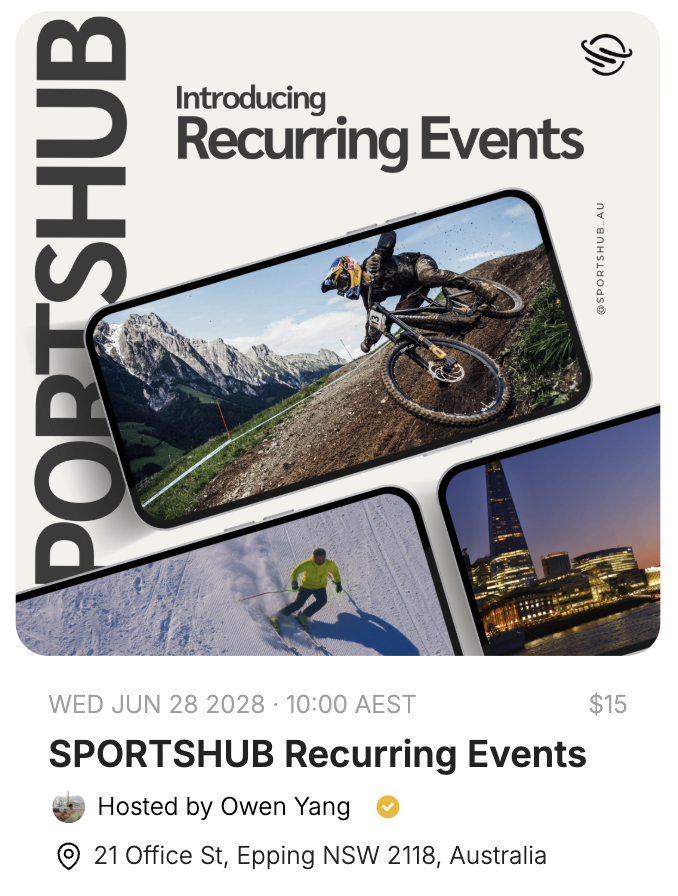 SPORTSHUB
Introducing
Recurring Events
@SPORTSHUB_AU
WED JUN 28 2028 · 10:00 AEST
$15
SPORTSHUB Recurring Events
Hosted by Owen Yang
21 Office St, Epping NSW 2118, Australia